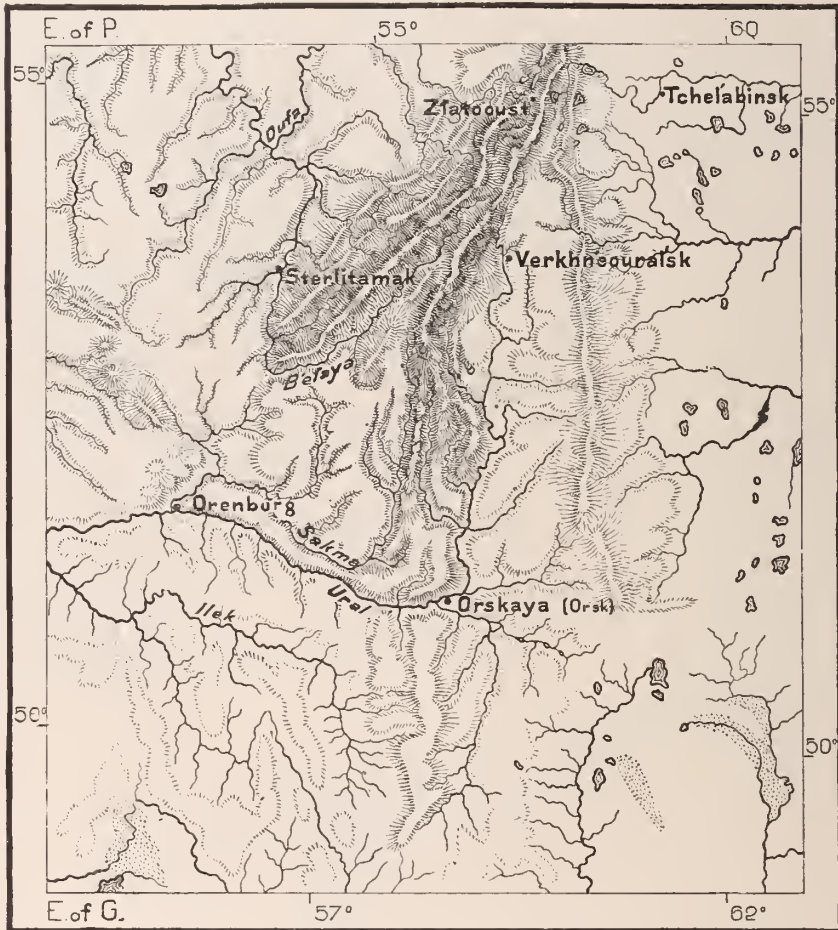 E. of P. 55° 60
55°
Oufa
Zlatooust
Tchelabinsk
55°
Verkhneouralsk
Sterlitamak
Belaya
Orenburg
Sakma
Ural
Orskaya (Orsk)
Ilek
50°
50°
E. of G. 57° 62°